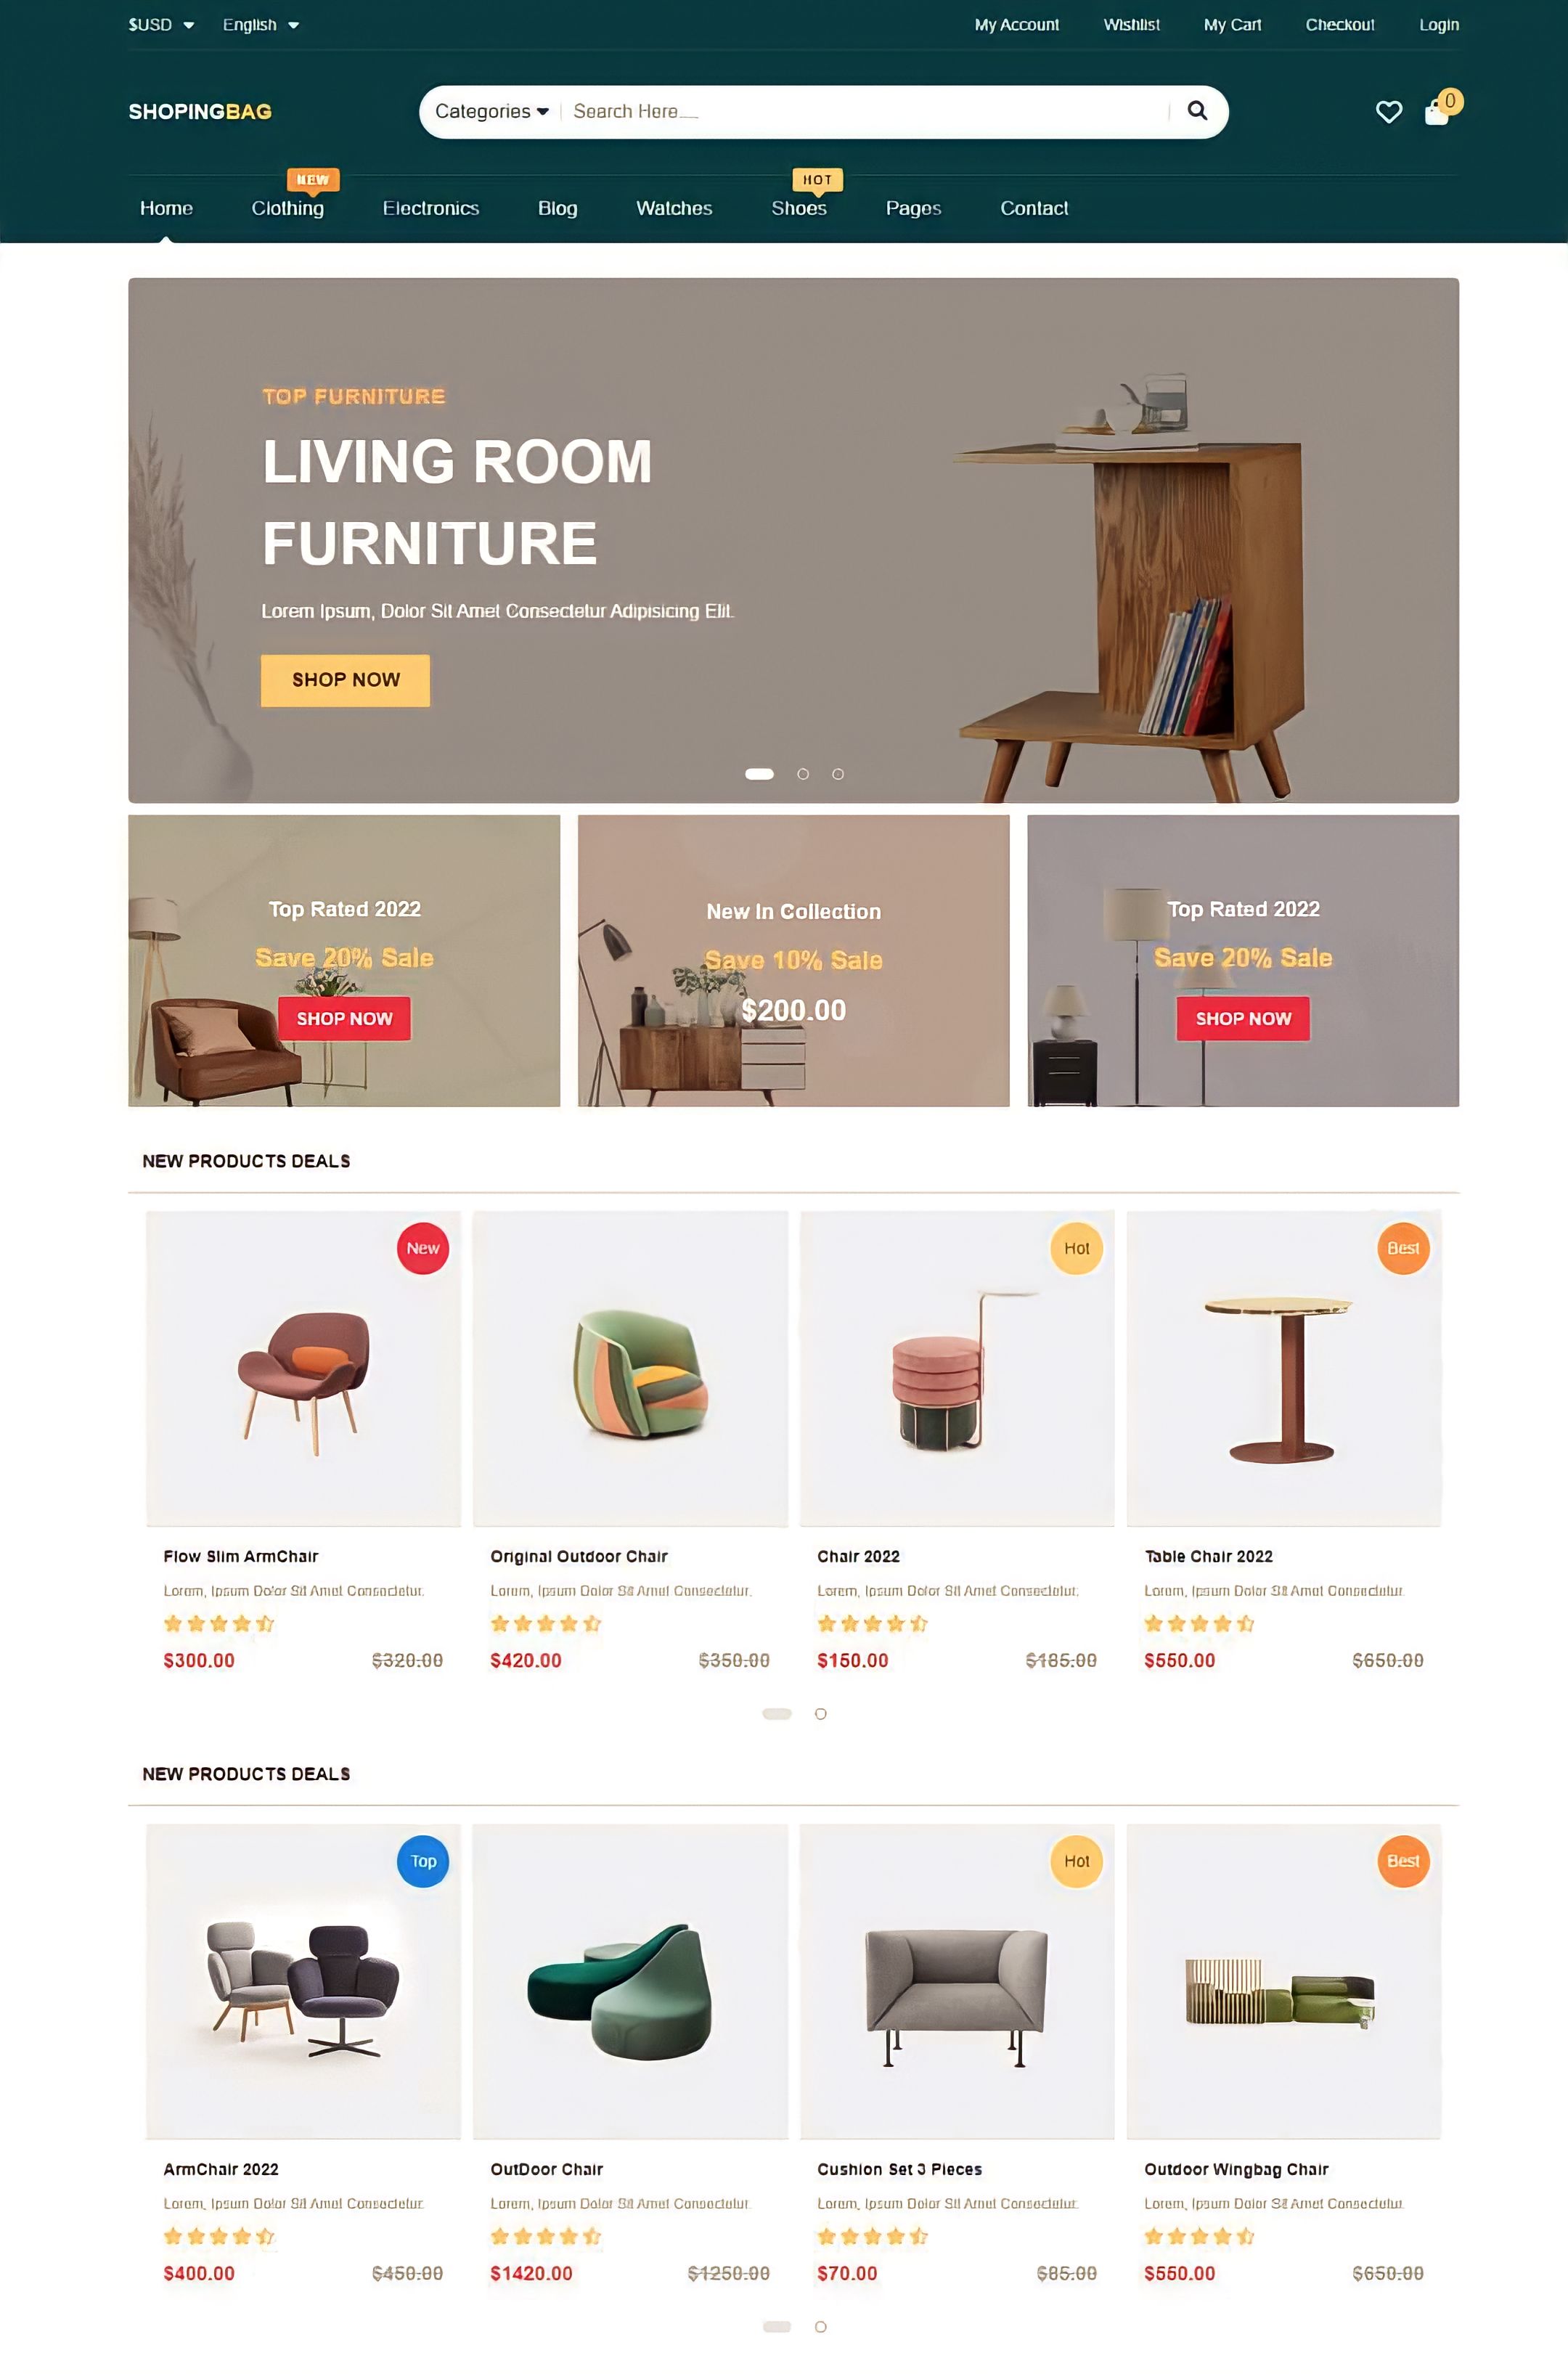 $USD English My Account Wishlist My Cart Checkout Login
SHOPINGBAG Categories Search Here.... 0
NEW HOT
Home Clothing Electronics Blog Watches Shoes Pages Contact
TOP FURNITURE
LIVING ROOM
FURNITURE
Lorem Ipsum, Dolor Sit Amet Consectetur Adipisicing Elit.
SHOP NOW
Top Rated 2022
Save 20% Sale
SHOP NOW
New In Collection
Save 10% Sale
$200.00
Top Rated 2022
Save 20% Sale
SHOP NOW
NEW PRODUCTS DEALS
New Hot Best
Flow Slim ArmChair Original Outdoor Chair Chair 2022 Table Chair 2022
Lorem, Ipsum Dolor Sit Amet Consectetur. Lorem, Ipsum Dolor Sit Amet Consectetur. Lorem, Ipsum Dolor Sit Amet Consectetur. Lorem, Ipsum Dolor Sit Amet Consectetur.
$300.00 $320.00 $420.00 $350.00 $150.00 $185.00 $550.00 $650.00
NEW PRODUCTS DEALS
Top Hot Best
ArmChair 2022 OutDoor Chair Cushion Set 3 Pieces Outdoor Wingbag Chair
Lorem, Ipsum Dolor Sit Amet Consectetur. Lorem, Ipsum Dolor Sit Amet Consectetur. Lorem, Ipsum Dolor Sit Amet Consectetur. Lorem, Ipsum Dolor Sit Amet Consectetur.
$400.00 $450.00 $1420.00 $1250.00 $70.00 $85.00 $550.00 $650.00